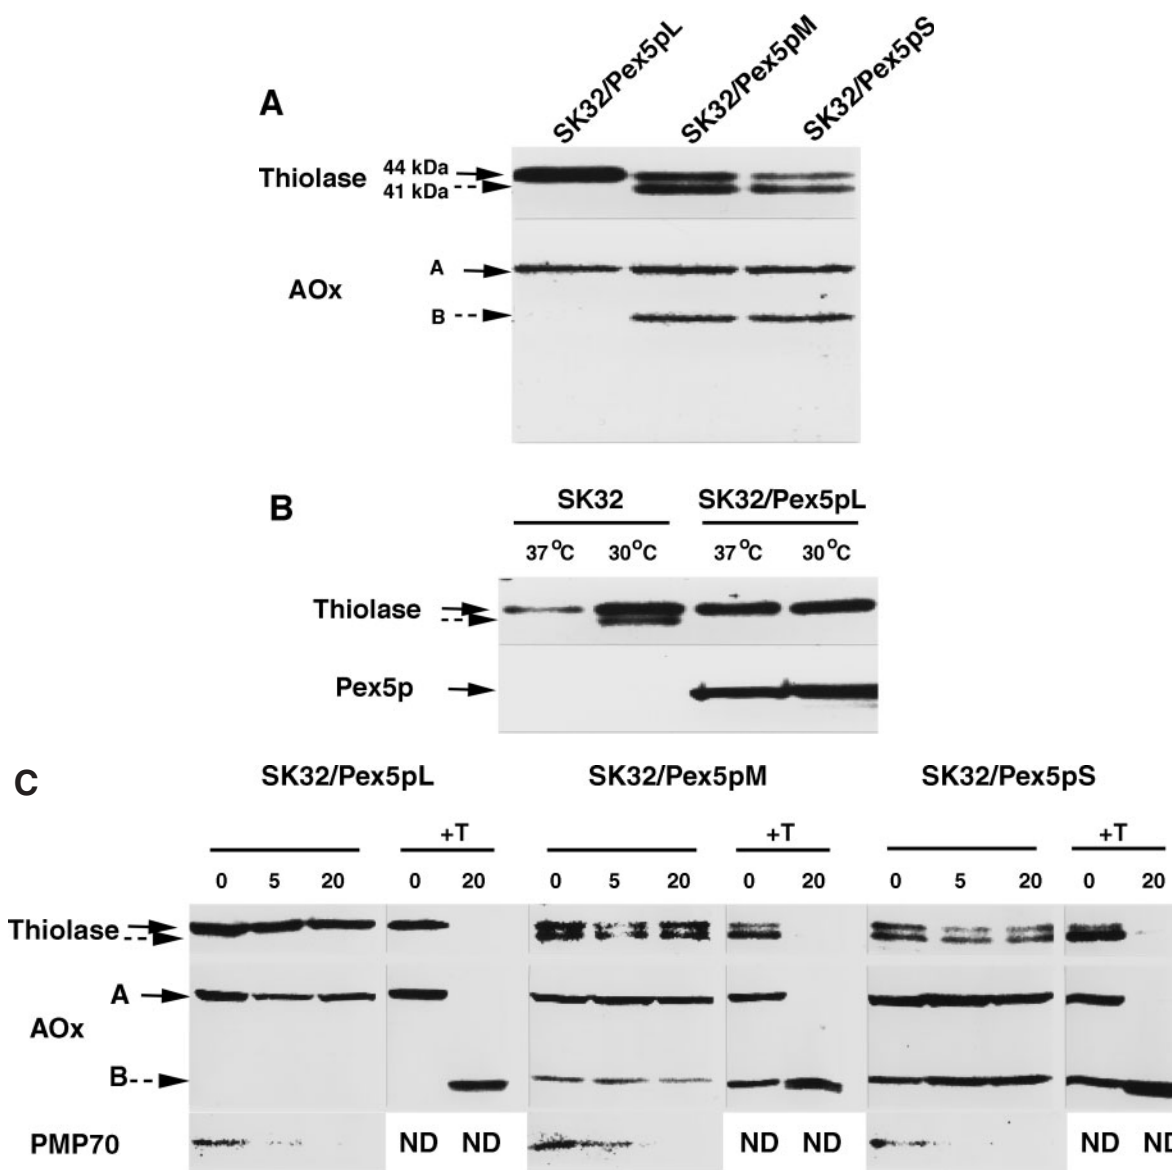 A
SK32/Pex5pL SK32/Pex5pM SK32/Pex5pS
Thiolase 44 kDa
41 kDa
AOx A
B
B
SK32 SK32/Pex5pL
37 °C 30 °C 37 °C 30 °C
Thiolase
Pex5p
C
SK32/Pex5pL SK32/Pex5pM SK32/Pex5pS
+T +T +T
0 5 20 0 20 0 5 20 0 20 0 5 20 0 20
Thiolase
A
AOx
B
PMP70 ND ND ND ND ND ND